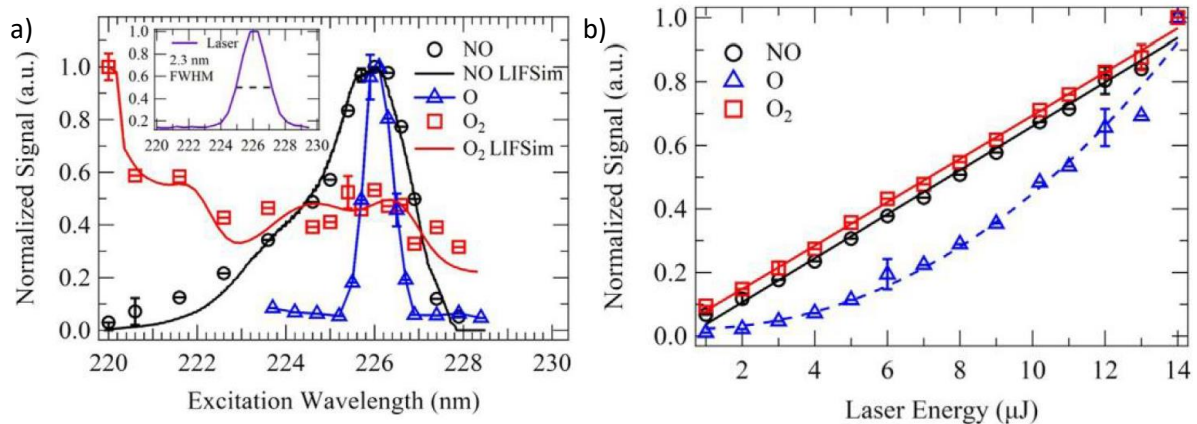 a)
1.0
0.8
0.6
0.4
0.2
0.0
Normalized Signal (a.u.)
220 222 224 226 228 230
Excitation Wavelength (nm)
1.0
0.8
0.6
0.4
0.2
220 222 224 226 228 230
Laser
2.3 nm
FWHM
NO
NO LIFSim
O
O2
O2 LIFSim
b)
1.0
0.8
0.6
0.4
0.2
0.0
Normalized Signal (a.u.)
2 4 6 8 10 12 14
Laser Energy (μJ)
NO
O
O2